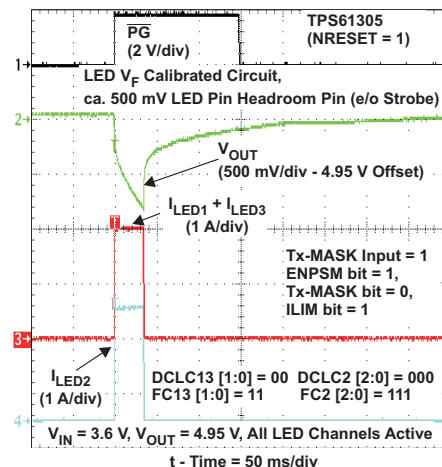 PG
(2 V/div)
TPS61305
(NRESET = 1)
1
LED VF Calibrated Circuit,
ca. 500 mV LED Pin Headroom Pin (e/o Strobe)
2
VOUT
(500 mV/div - 4.95 V Offset)
ILED1 + ILED3
(1 A/div)
Tx-MASK Input = 1
ENPSM bit = 1,
Tx-MASK bit = 0,
ILIM bit = 1
3
ILED2
(1 A/div)
DCLC13 [1:0] = 00 DCLC2 [2:0] = 000
FC13 [1:0] = 11 FC2 [2:0] = 111
4
VIN = 3.6 V, VOUT = 4.95 V, All LED Channels Active
t - Time = 50 ms/div